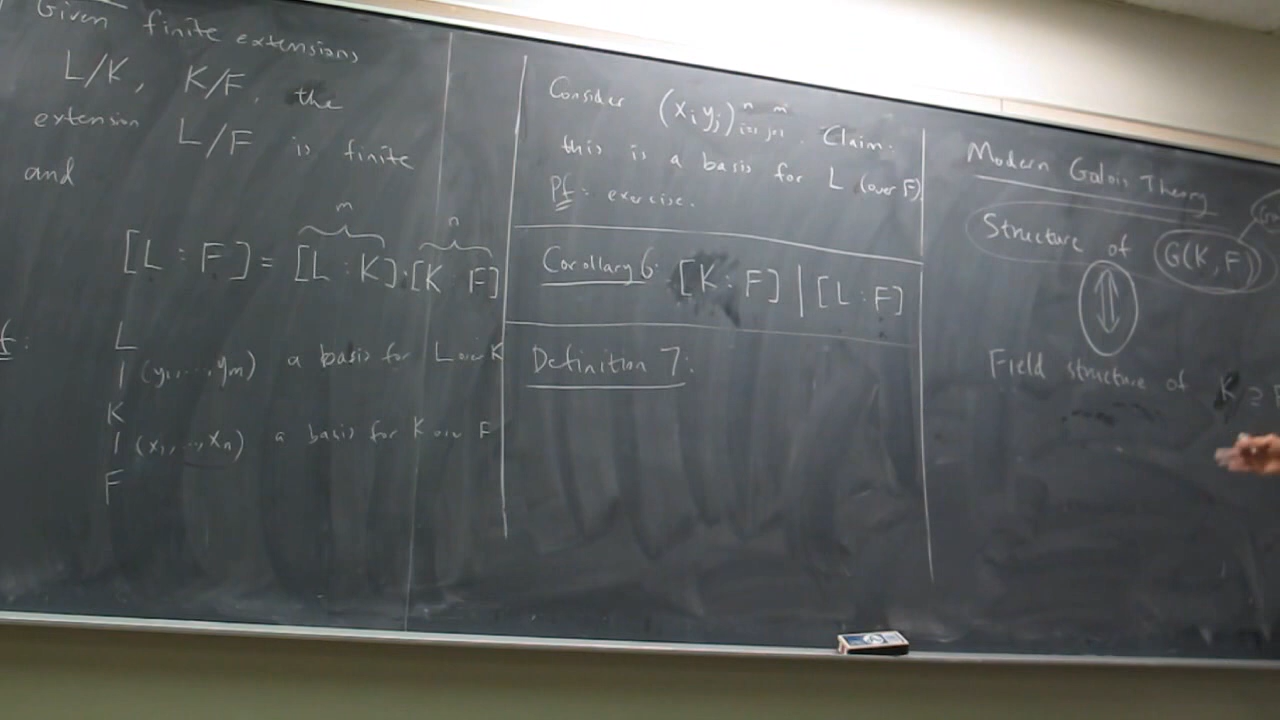 Given finite extensions
L/K, K/F, the
extension L/F is finite
and
m n
[L : F] = [L : K]·[K : F]
L
| (y₁,...,yₘ) a basis for L over K
K
| (x₁,...,xₙ) a basis for K over F
F
Consider (xᵢyⱼ)ᵢ₌₁ⁿ ⱼ₌₁ᵐ. Claim:
this is a basis for L (over F)
Pf: exercise.
Corollary 6: [K : F] | [L : F]
Definition 7:
Modern Galois Theory
Structure of G(K, F)
⇕
Field structure of K ⊇